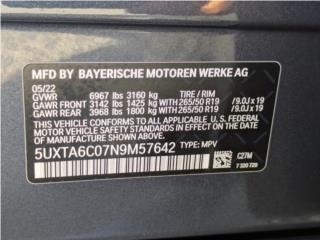 MFD BY BAYERISCHE MOTOREN WERKE AG
05/22
GVWR 6967 lbs 3160 kg TIRE / RIM
GAWR FRONT 3142 lbs 1425 kg WITH 265/50 R19 /9.0J x 19
GAWR REAR 3968 lbs 1800 kg WITH 265/50 R19 /9.0J x 19
THIS VEHICLE CONFORMS TO ALL APPLICABLE U.S. FEDERAL
MOTOR VEHICLE SAFETY STANDARDS IN EFFECT ON THE DATE
OF MANUFACTURE SHOWN ABOVE.
5UXTA6C07N9M57642 TYPE: MPV
C27M
7 320 723